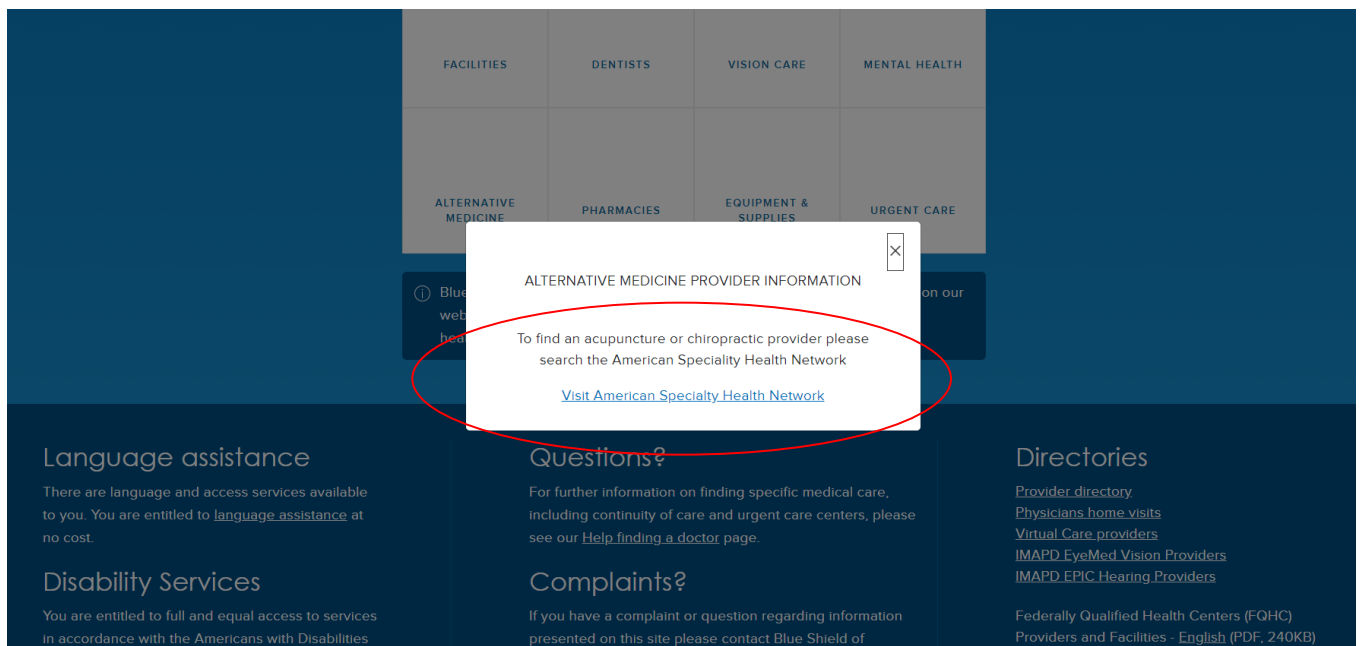 FACILITIES
DENTISTS
VISION CARE
MENTAL HEALTH
ALTERNATIVE
MEDICINE
PHARMACIES
EQUIPMENT &
SUPPLIES
URGENT CARE
×
ALTERNATIVE MEDICINE PROVIDER INFORMATION
To find an acupuncture or chiropractic provider please
search the American Speciality Health Network
Visit American Specialty Health Network
Blue
on our
web
hea
Language assistance
There are language and access services available
to you. You are entitled to language assistance at
no cost.
Disability Services
You are entitled to full and equal access to services
in accordance with the Americans with Disabilities
Questions?
For further information on finding specific medical care,
including continuity of care and urgent care centers, please
see our Help finding a doctor page.
Complaints?
If you have a complaint or question regarding information
presented on this site please contact Blue Shield of
Directories
Provider directory
Physicians home visits
Virtual Care providers
IMAPD EyeMed Vision Providers
IMAPD EPIC Hearing Providers
Federally Qualified Health Centers (FQHC)
Providers and Facilities - English (PDF, 240KB)